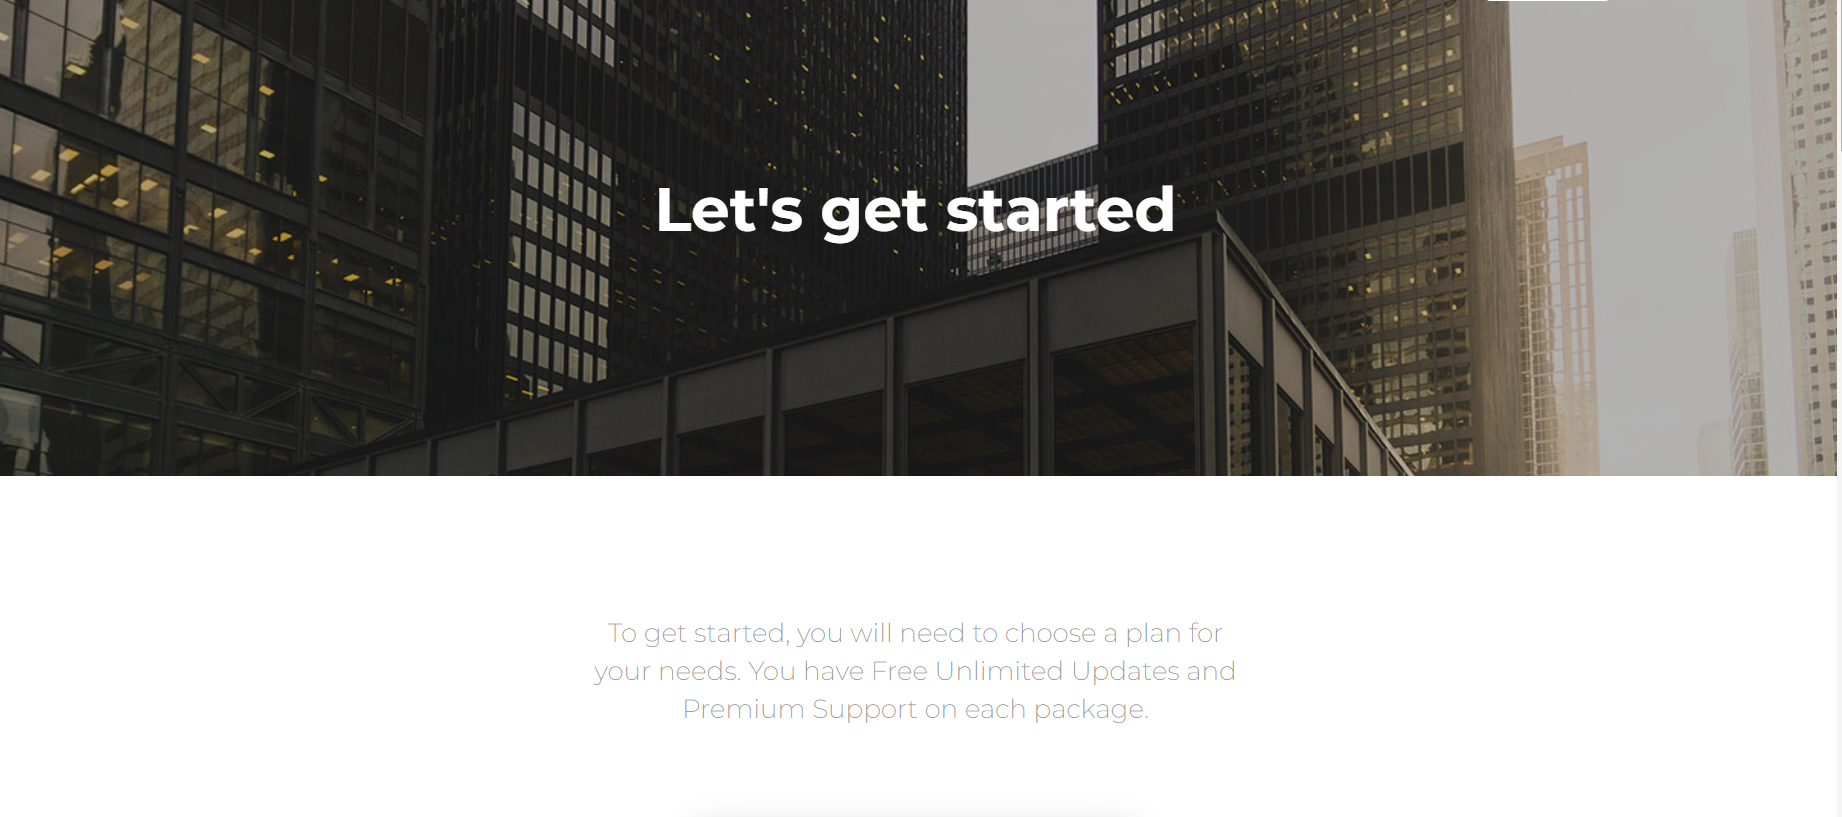 Let's get started
To get started, you will need to choose a plan for
your needs. You have Free Unlimited Updates and
Premium Support on each package.